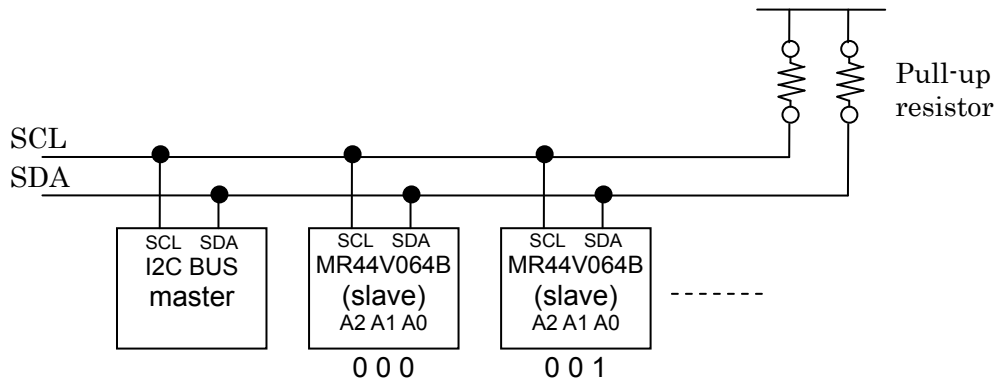 Pull-up
resistor
SCL
SDA
SCL SDA
I2C BUS
master
SCL SDA
MR44V064B
(slave)
A2 A1 A0
0 0 0
SCL SDA
MR44V064B
(slave)
A2 A1 A0
0 0 1